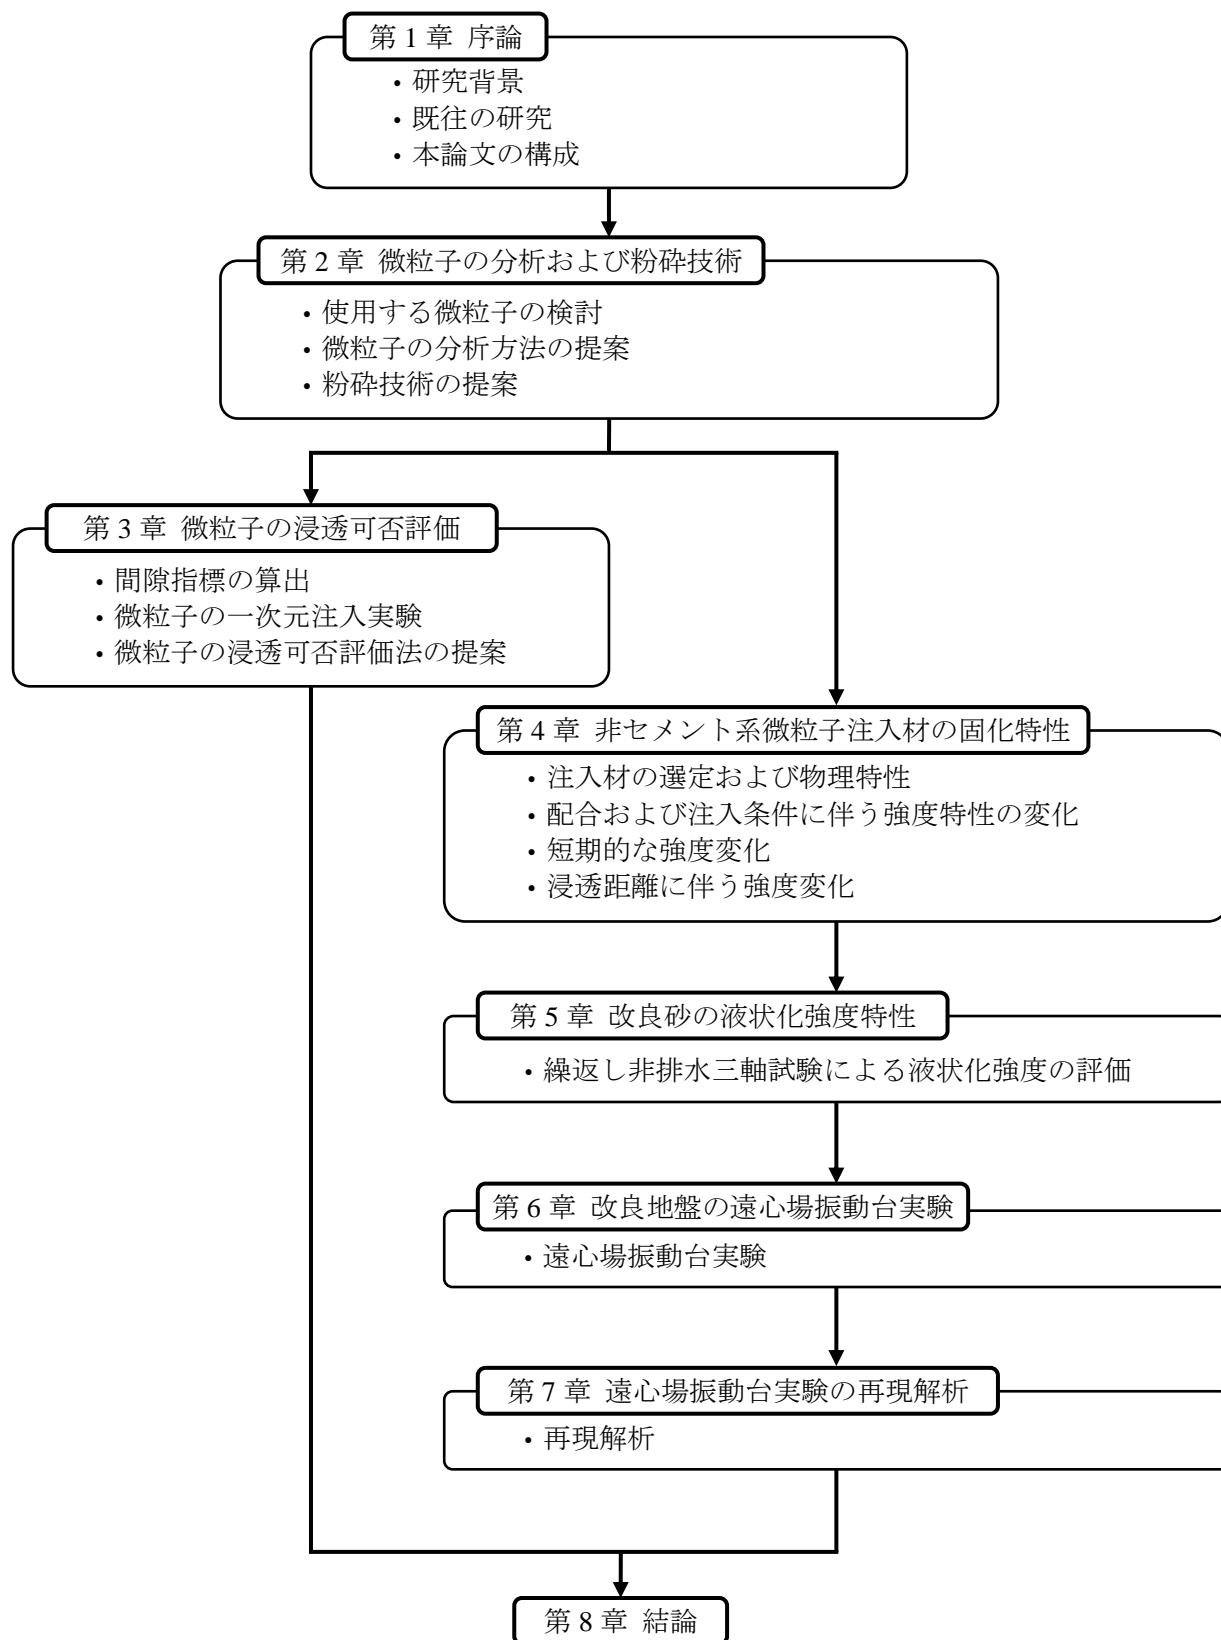 第 1 章 序論
・研究背景
・既往の研究
・本論文の構成
第 2 章 微粒子の分析および粉砕技術
・使用する微粒子の検討
・微粒子の分析方法の提案
・粉砕技術の提案
第 3 章 微粒子の浸透可否評価
・間隙指標の算出
・微粒子の一次元注入実験
・微粒子の浸透可否評価法の提案
第 4 章 非セメント系微粒子注入材の固化特性
・注入材の選定および物理特性
・配合および注入条件に伴う強度特性の変化
・短期的な強度変化
・浸透距離に伴う強度変化
第 5 章 改良砂の液状化強度特性
・繰返し非排水三軸試験による液状化強度の評価
第 6 章 改良地盤の遠心場振動台実験
・遠心場振動台実験
第 7 章 遠心場振動台実験の再現解析
・再現解析
第 8 章 結論